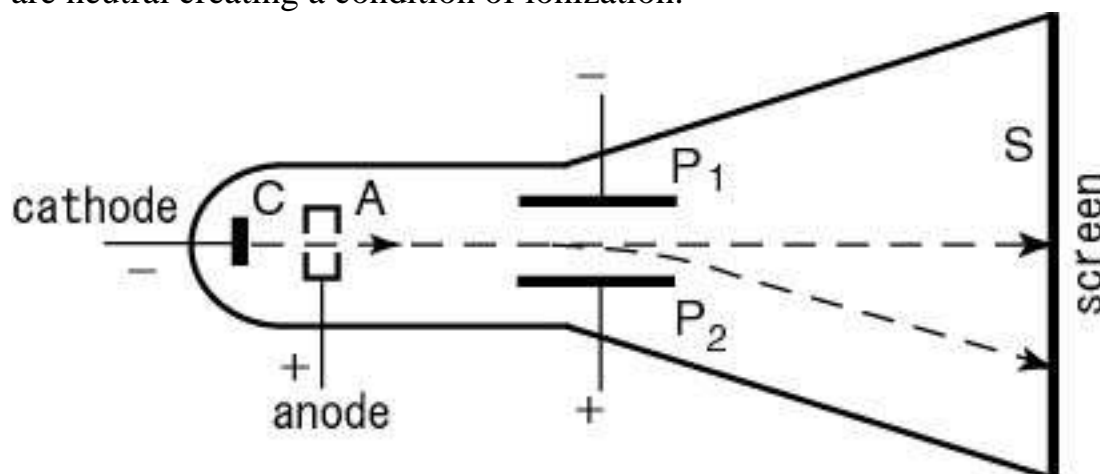 are neutral creating a condition of ionization.
−
P1
S
C A
cathode
−
screen
P2
+
anode
+